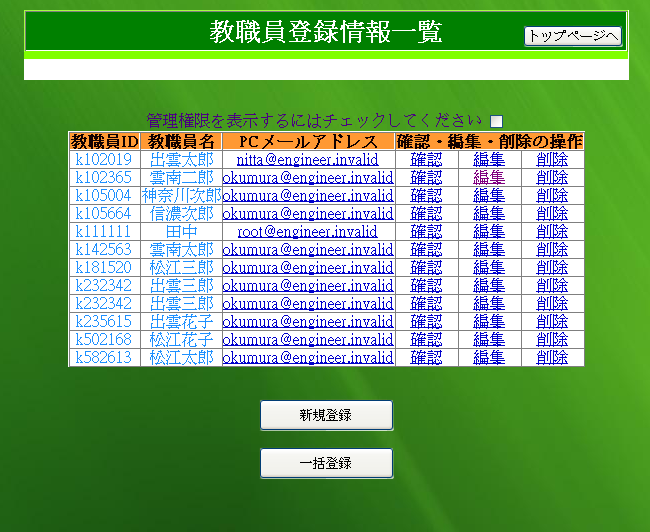 教職員登録情報一覧
トップページへ
管理権限を表示するにはチェックしてください
教職員ID 教職員名 PCメールアドレス 確認・編集・削除の操作
k102019 出雲太郎 nitta@engineer.invalid 確認 編集 削除
k102365 雲南二郎 okumura@engineer.invalid 確認 編集 削除
k105004 神奈川次郎 okumura@engineer.invalid 確認 編集 削除
k105664 信濃次郎 okumura@engineer.invalid 確認 編集 削除
k111111 田中 root@engineer.invalid 確認 編集 削除
k142563 雲南太郎 okumura@engineer.invalid 確認 編集 削除
k181520 松江三郎 okumura@engineer.invalid 確認 編集 削除
k232342 出雲三郎 okumura@engineer.invalid 確認 編集 削除
k232342 出雲三郎 okumura@engineer.invalid 確認 編集 削除
k235615 出雲花子 okumura@engineer.invalid 確認 編集 削除
k502168 松江花子 okumura@engineer.invalid 確認 編集 削除
k582613 松江太郎 okumura@engineer.invalid 確認 編集 削除
新規登録
一括登録